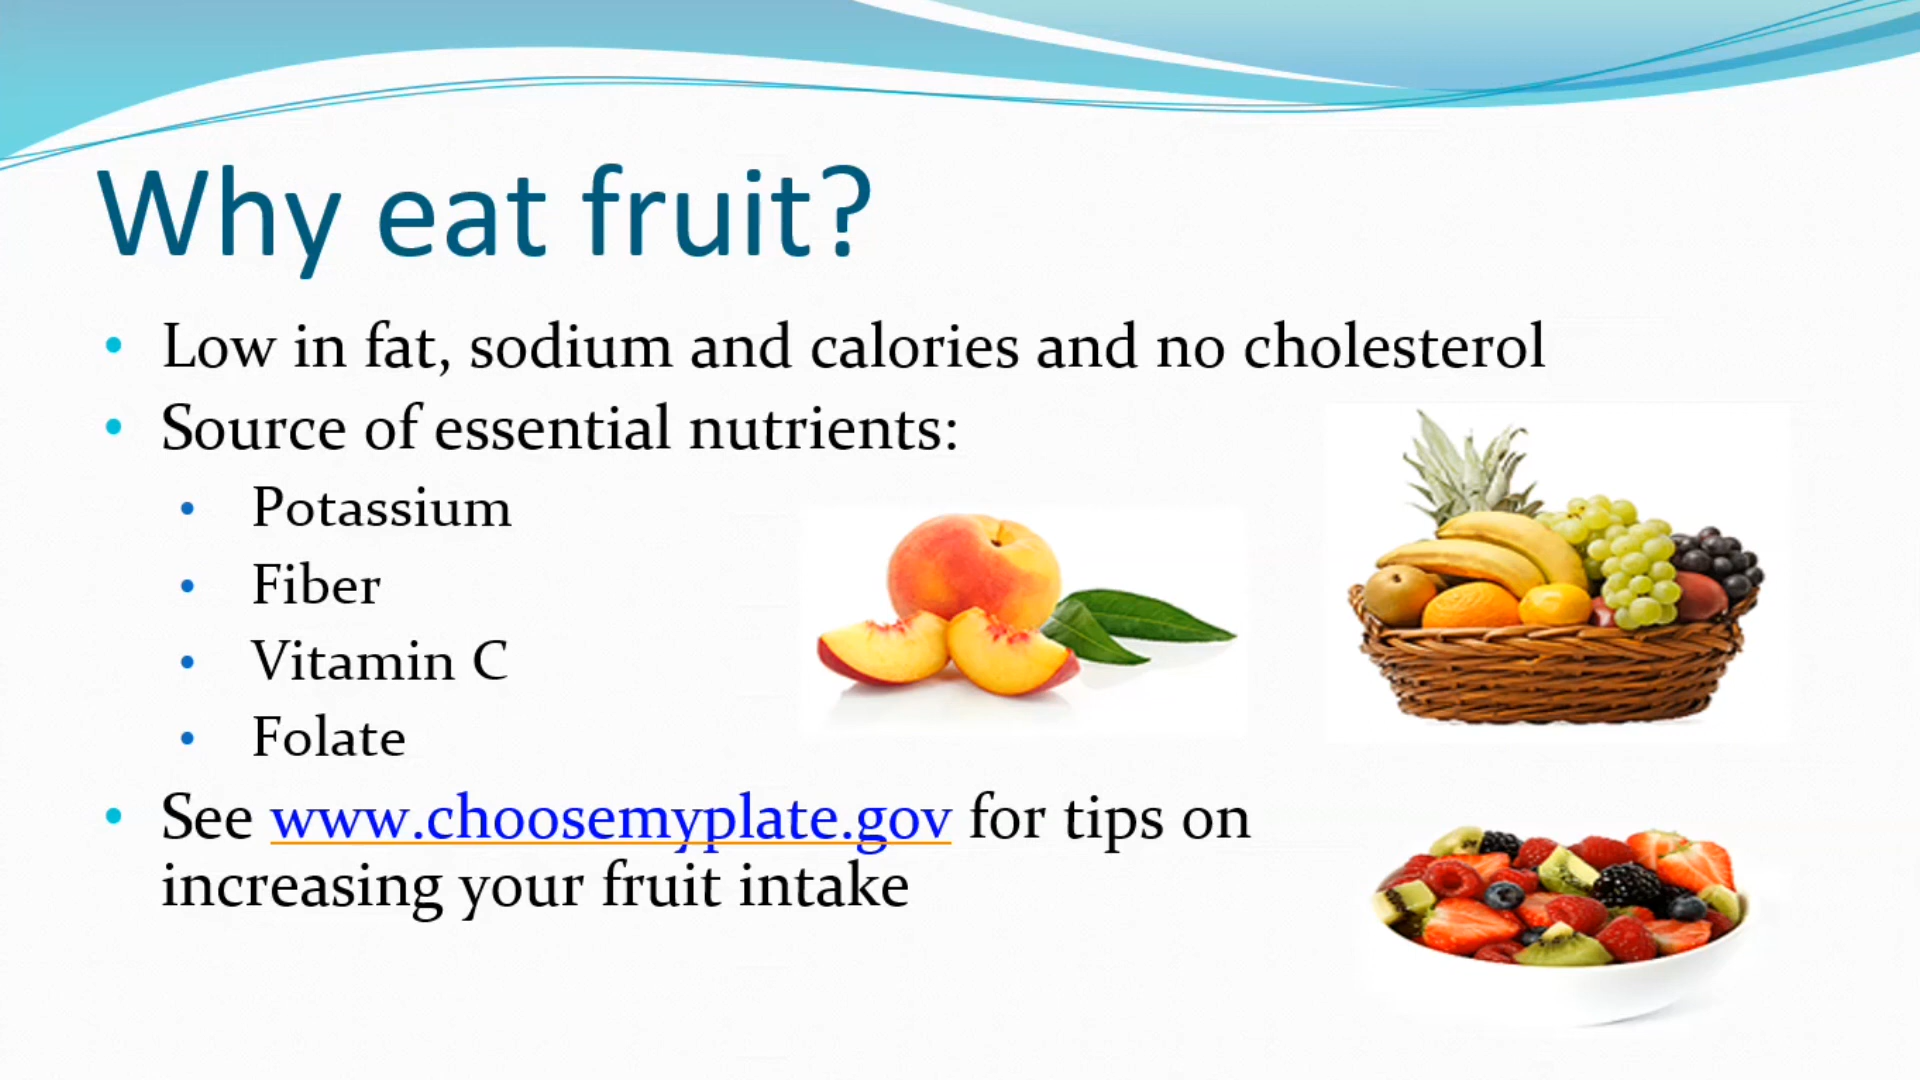 Why eat fruit?
• Low in fat, sodium and calories and no cholesterol
• Source of essential nutrients:
• Potassium
• Fiber
• Vitamin C
• Folate
• See www.choosemyplate.gov for tips on
increasing your fruit intake